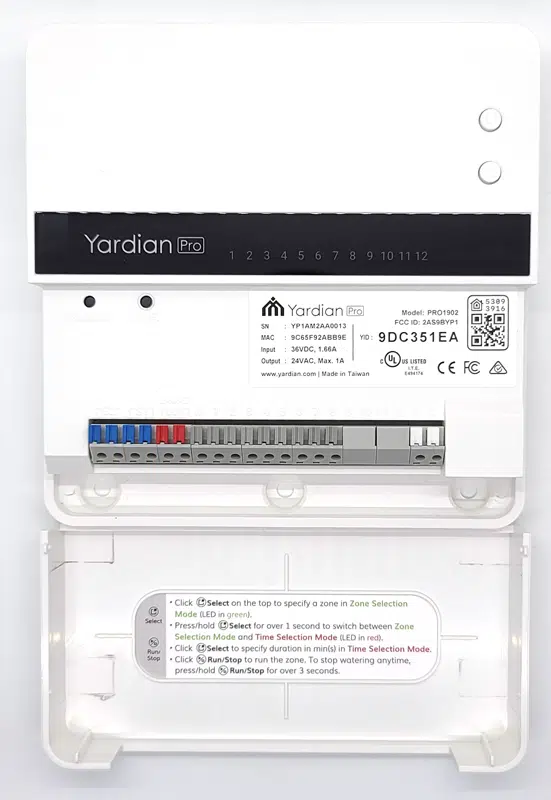 Yardian Pro
1 2 3 4 5 6 7 8 9 10 11 12
Yardian Pro
Model: PRO1902
FCC ID: 2AS9BYP1
5389
3916
SN : YP1AM2AA0013
MAC : 9C65F92ABB9E
YID: 9DC351EA
Input : 36VDC, 1.66A
Output : 24VAC, Max. 1A
www.yardian.com | Made in Taiwan
C UL US LISTED
I.T.E.
E494174
CE FC
Select
Run/
Stop
• Click Select on the top to specify a zone in Zone Selection
Mode (LED in green).
• Press/hold Select for over 1 second to switch between Zone
Selection Mode and Time Selection Mode (LED in red).
• Click Select to specify duration in min(s) in Time Selection Mode.
• Click Run/Stop to run the zone. To stop watering anytime,
press/hold Run/Stop for over 3 seconds.